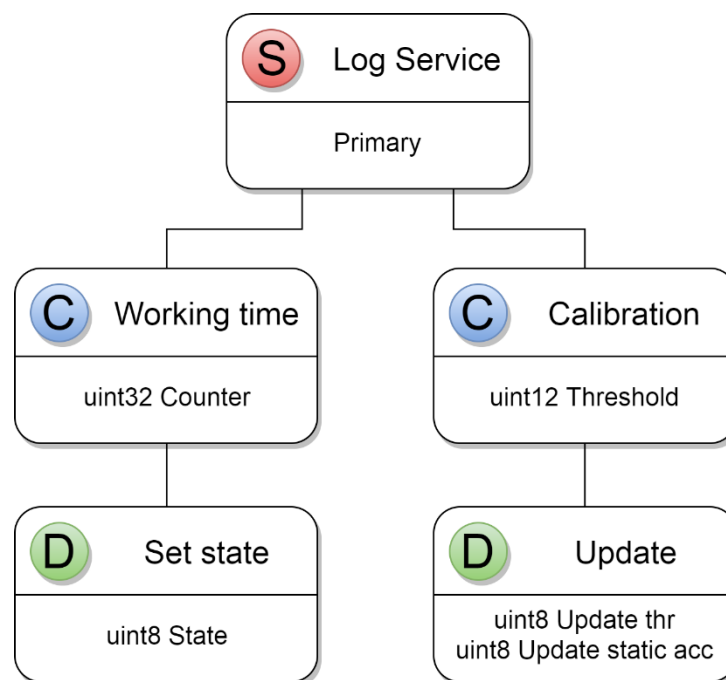 S Log Service
Primary
C Working time
uint32 Counter
C Calibration
uint12 Threshold
D Set state
uint8 State
D Update
uint8 Update thr
uint8 Update static acc